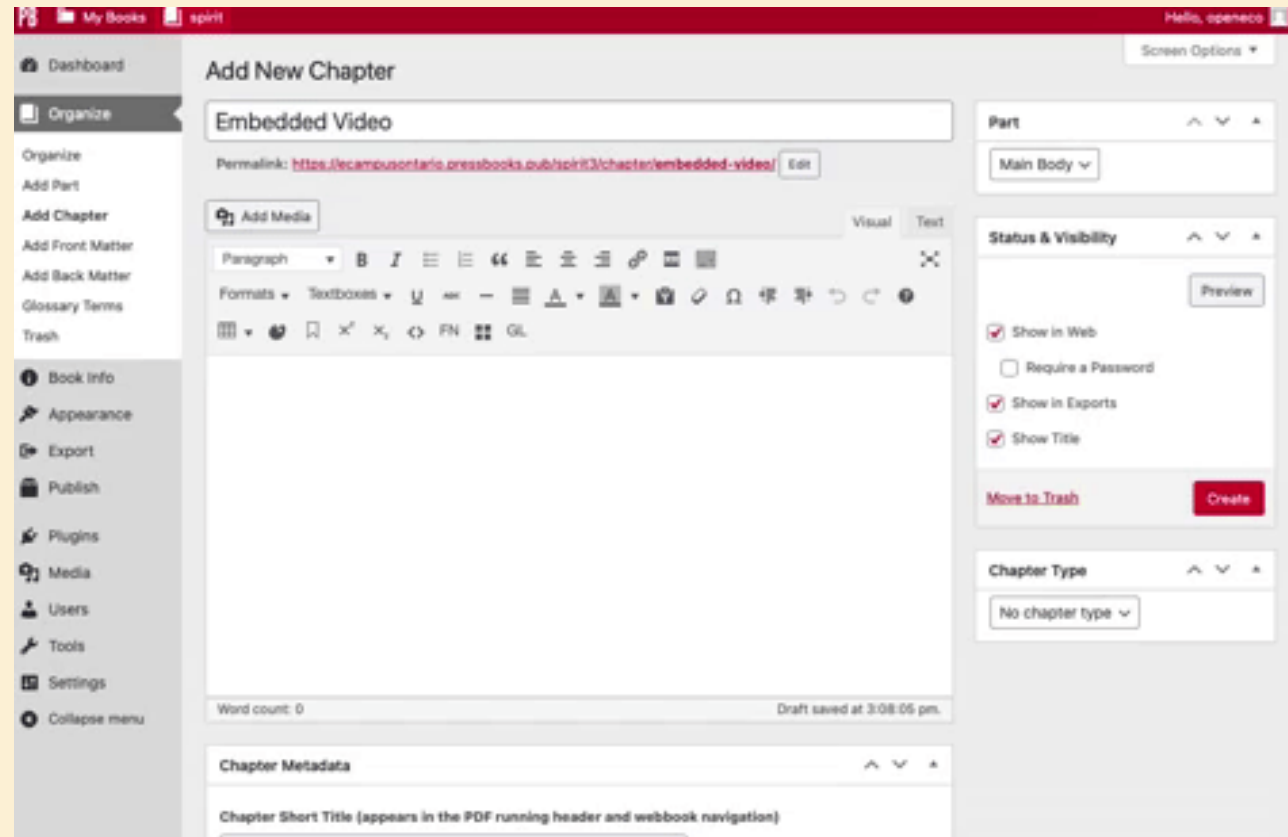 My Books spirit Hello, openeco
Screen Options
Dashboard
Organize
Organize
Add Part
Add Chapter
Add Front Matter
Add Back Matter
Glossary Terms
Trash
Book Info
Appearance
Export
Publish
Plugins
Media
Users
Tools
Settings
Collapse menu
Add New Chapter
Embedded Video
Permalink: https://ecampusontario.pressbooks.pub/spirit3/chapter/embedded-video/ Edit
Add Media
Visual Text
Paragraph B I
Formats Textboxes U A A Ω
x² x₂ <> FN GL
Word count: 0 Draft saved at 3:08:05 pm.
Chapter Metadata
Chapter Short Title (appears in the PDF running header and webbook navigation)
Part
Main Body
Status & Visibility
Preview
Show in Web
Require a Password
Show in Exports
Show Title
Move to Trash Create
Chapter Type
No chapter type